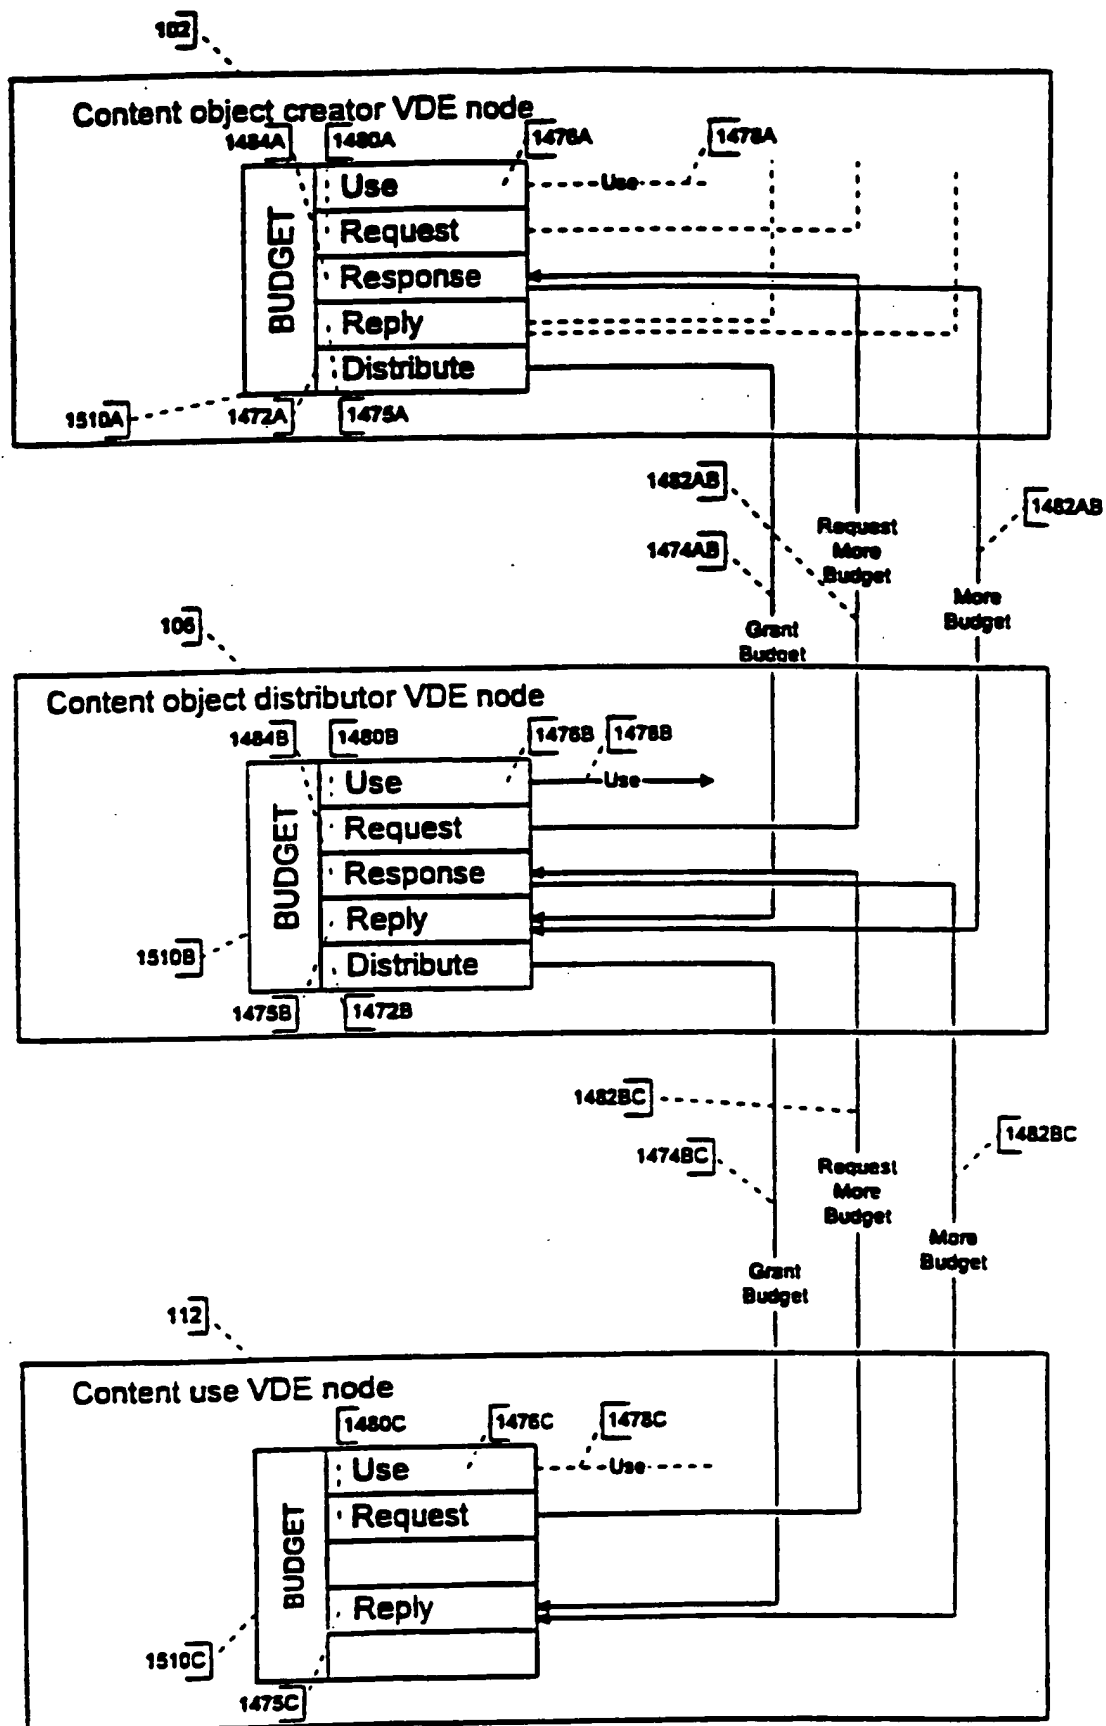 102
Content object creator VDE node
1484A
1480A
1476A
1478A
BUDGET
Use
Use
Request
Response
Reply
Distribute
1510A
1472A
1475A
1482AB
1482AB
1474AB
Request
More
Budget
More
Budget
Grant
Budget
106
Content object distributor VDE node
1484B
1480B
1476B
1478B
BUDGET
Use
Use
Request
Response
Reply
Distribute
1510B
1475B
1472B
1482BC
1482BC
1474BC
Request
More
Budget
More
Budget
Grant
Budget
112
Content use VDE node
1480C
1476C
1478C
BUDGET
Use
Use
Request
Reply
1510C
1475C